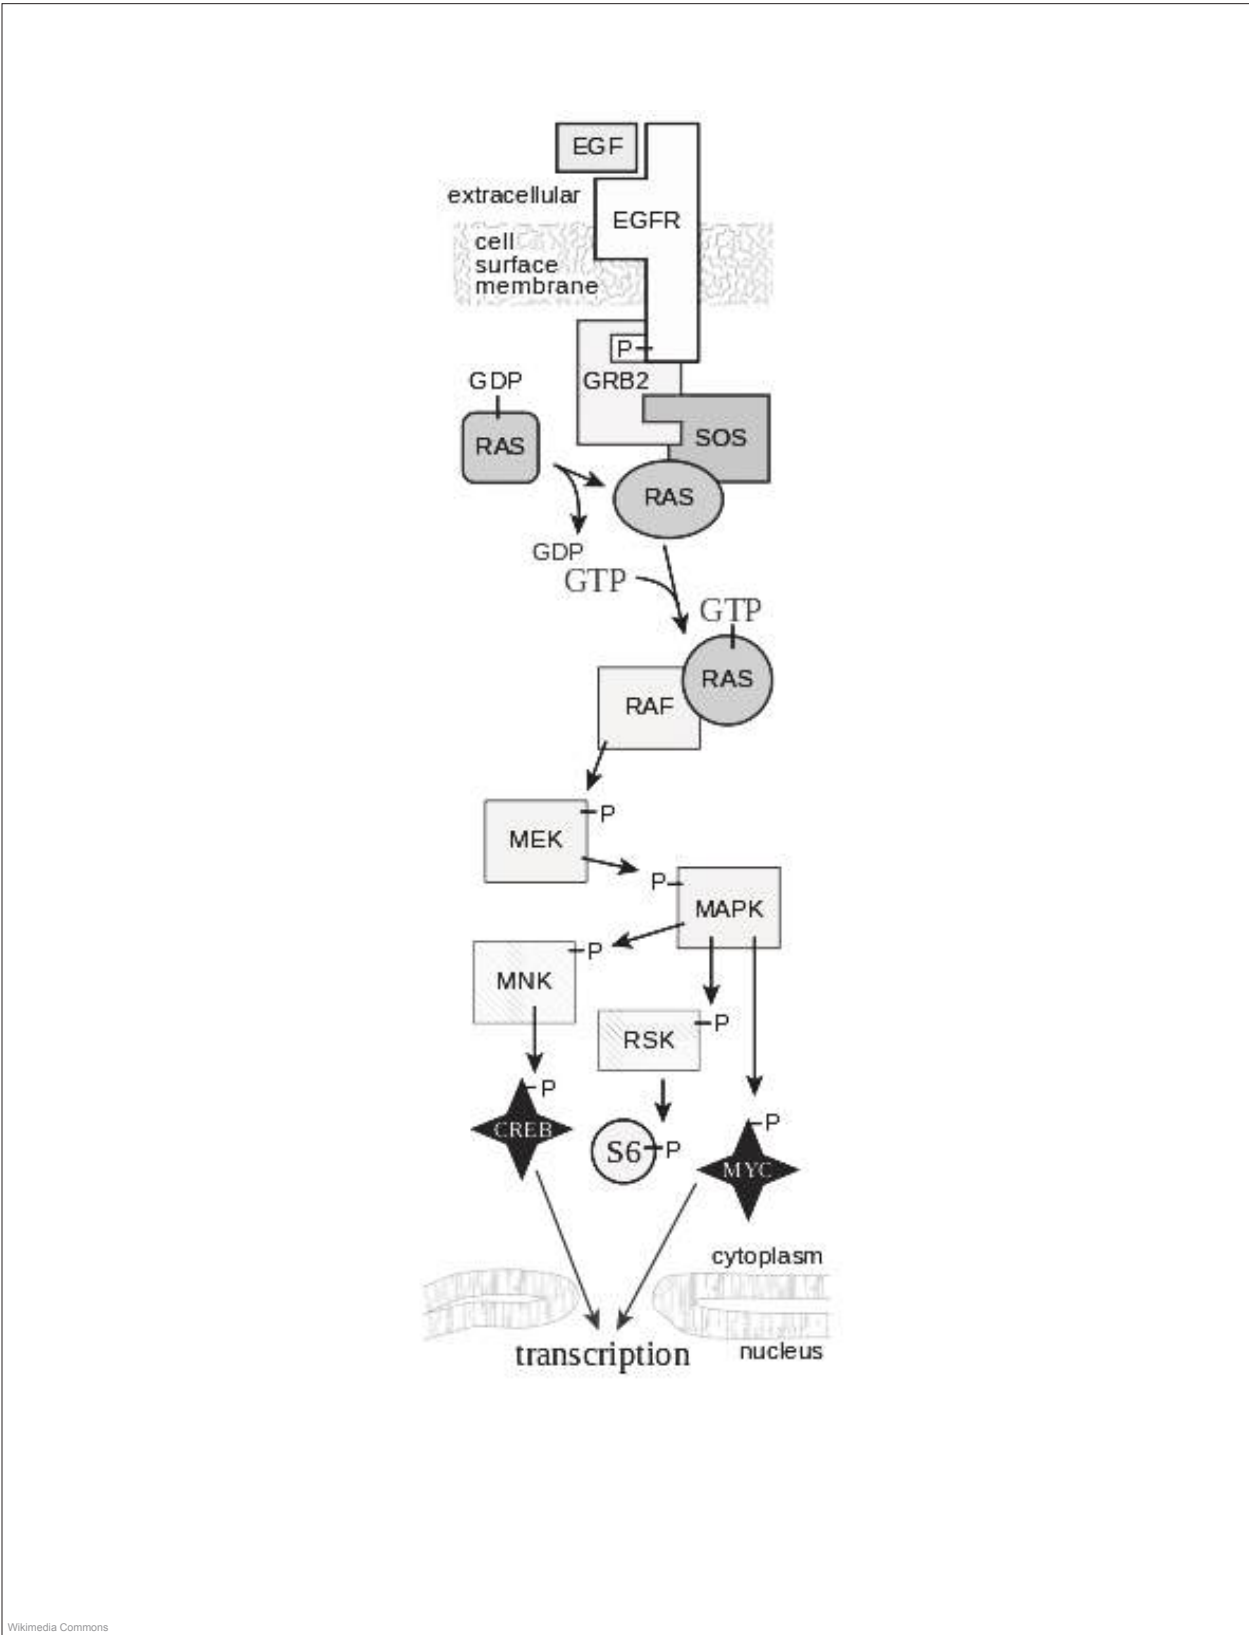 EGF
extracellular
EGFR
cell
surface
membrane
P
GDP
GRB2
RAS
SOS
RAS
GDP
GTP
GTP
RAS
RAF
P
MEK
P
MAPK
P
MNK
P
RSK
P
CREB
P
S6
P
MYC
cytoplasm
transcription
nucleus
Wikimedia Commons